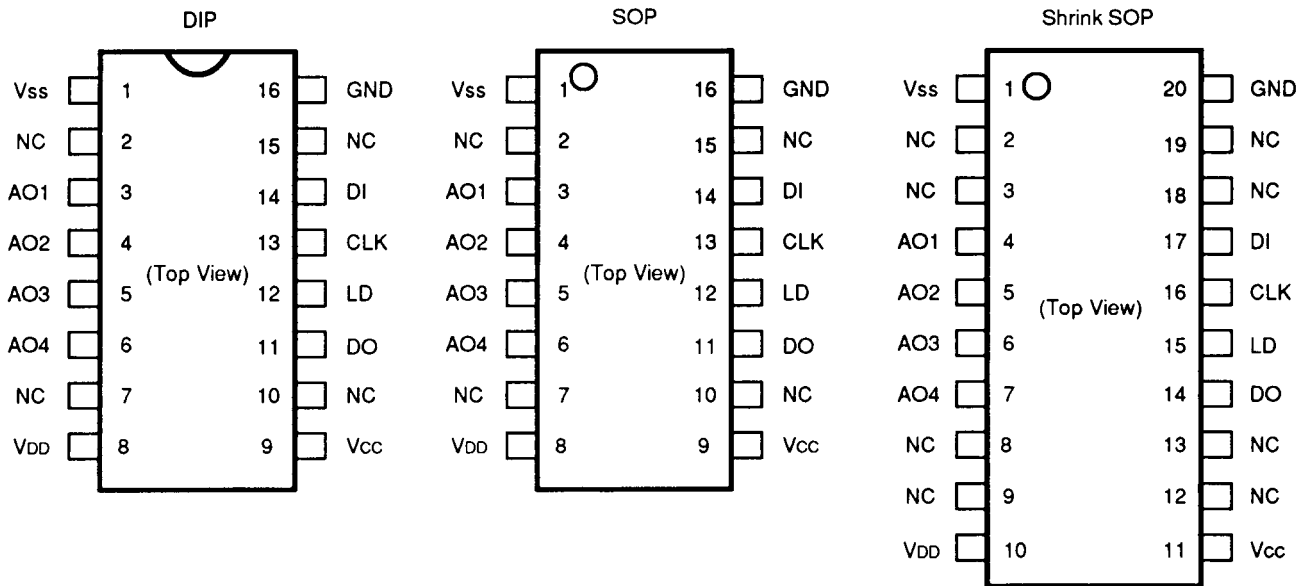 DIP
Vss 1 16 GND
NC 2 15 NC
AO1 3 14 DI
AO2 4 13 CLK
(Top View)
AO3 5 12 LD
AO4 6 11 DO
NC 7 10 NC
VDD 8 9 Vcc
SOP
Vss 1 16 GND
NC 2 15 NC
AO1 3 14 DI
AO2 4 13 CLK
(Top View)
AO3 5 12 LD
AO4 6 11 DO
NC 7 10 NC
VDD 8 9 Vcc
Shrink SOP
Vss 1 20 GND
NC 2 19 NC
NC 3 18 NC
AO1 4 17 DI
AO2 5 16 CLK
(Top View)
AO3 6 15 LD
AO4 7 14 DO
NC 8 13 NC
NC 9 12 NC
VDD 10 11 Vcc